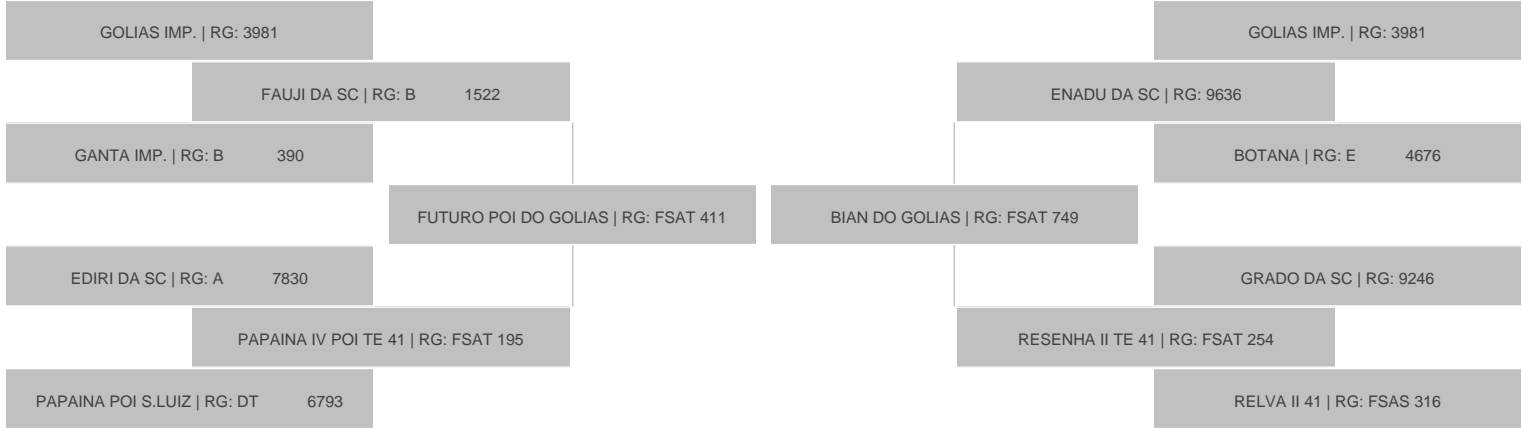 GOLIAS IMP. | RG: 3981
GOLIAS IMP. | RG: 3981
FAUJI DA SC | RG: B 1522
ENADU DA SC | RG: 9636
GANTA IMP. | RG: B 390
BOTANA | RG: E 4676
FUTURO POI DO GOLIAS | RG: FSAT 411
BIAN DO GOLIAS | RG: FSAT 749
EDIRI DA SC | RG: A 7830
GRADO DA SC | RG: 9246
PAPAINA IV POI TE 41 | RG: FSAT 195
RESENHA II TE 41 | RG: FSAT 254
PAPAINA POI S.LUIZ | RG: DT 6793
RELVA II 41 | RG: FSAS 316